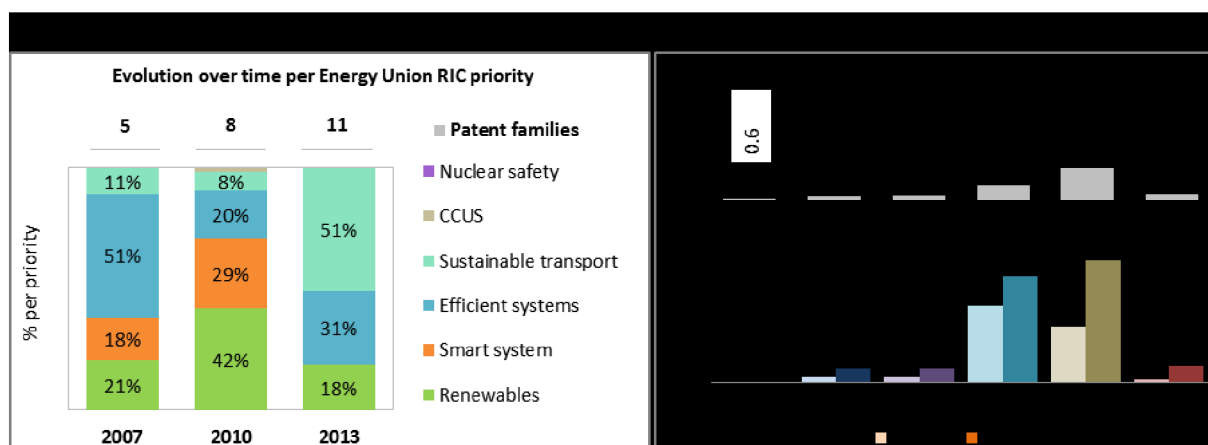 Evolution over time per Energy Union RIC priority
5 8 11
Patent families
Nuclear safety
CCUS
Sustainable transport
Efficient systems
Smart system
Renewables
% per priority
11% 8% 51%
51% 20% 31%
18% 29%
21% 42% 18%
2007 2010 2013
0.6